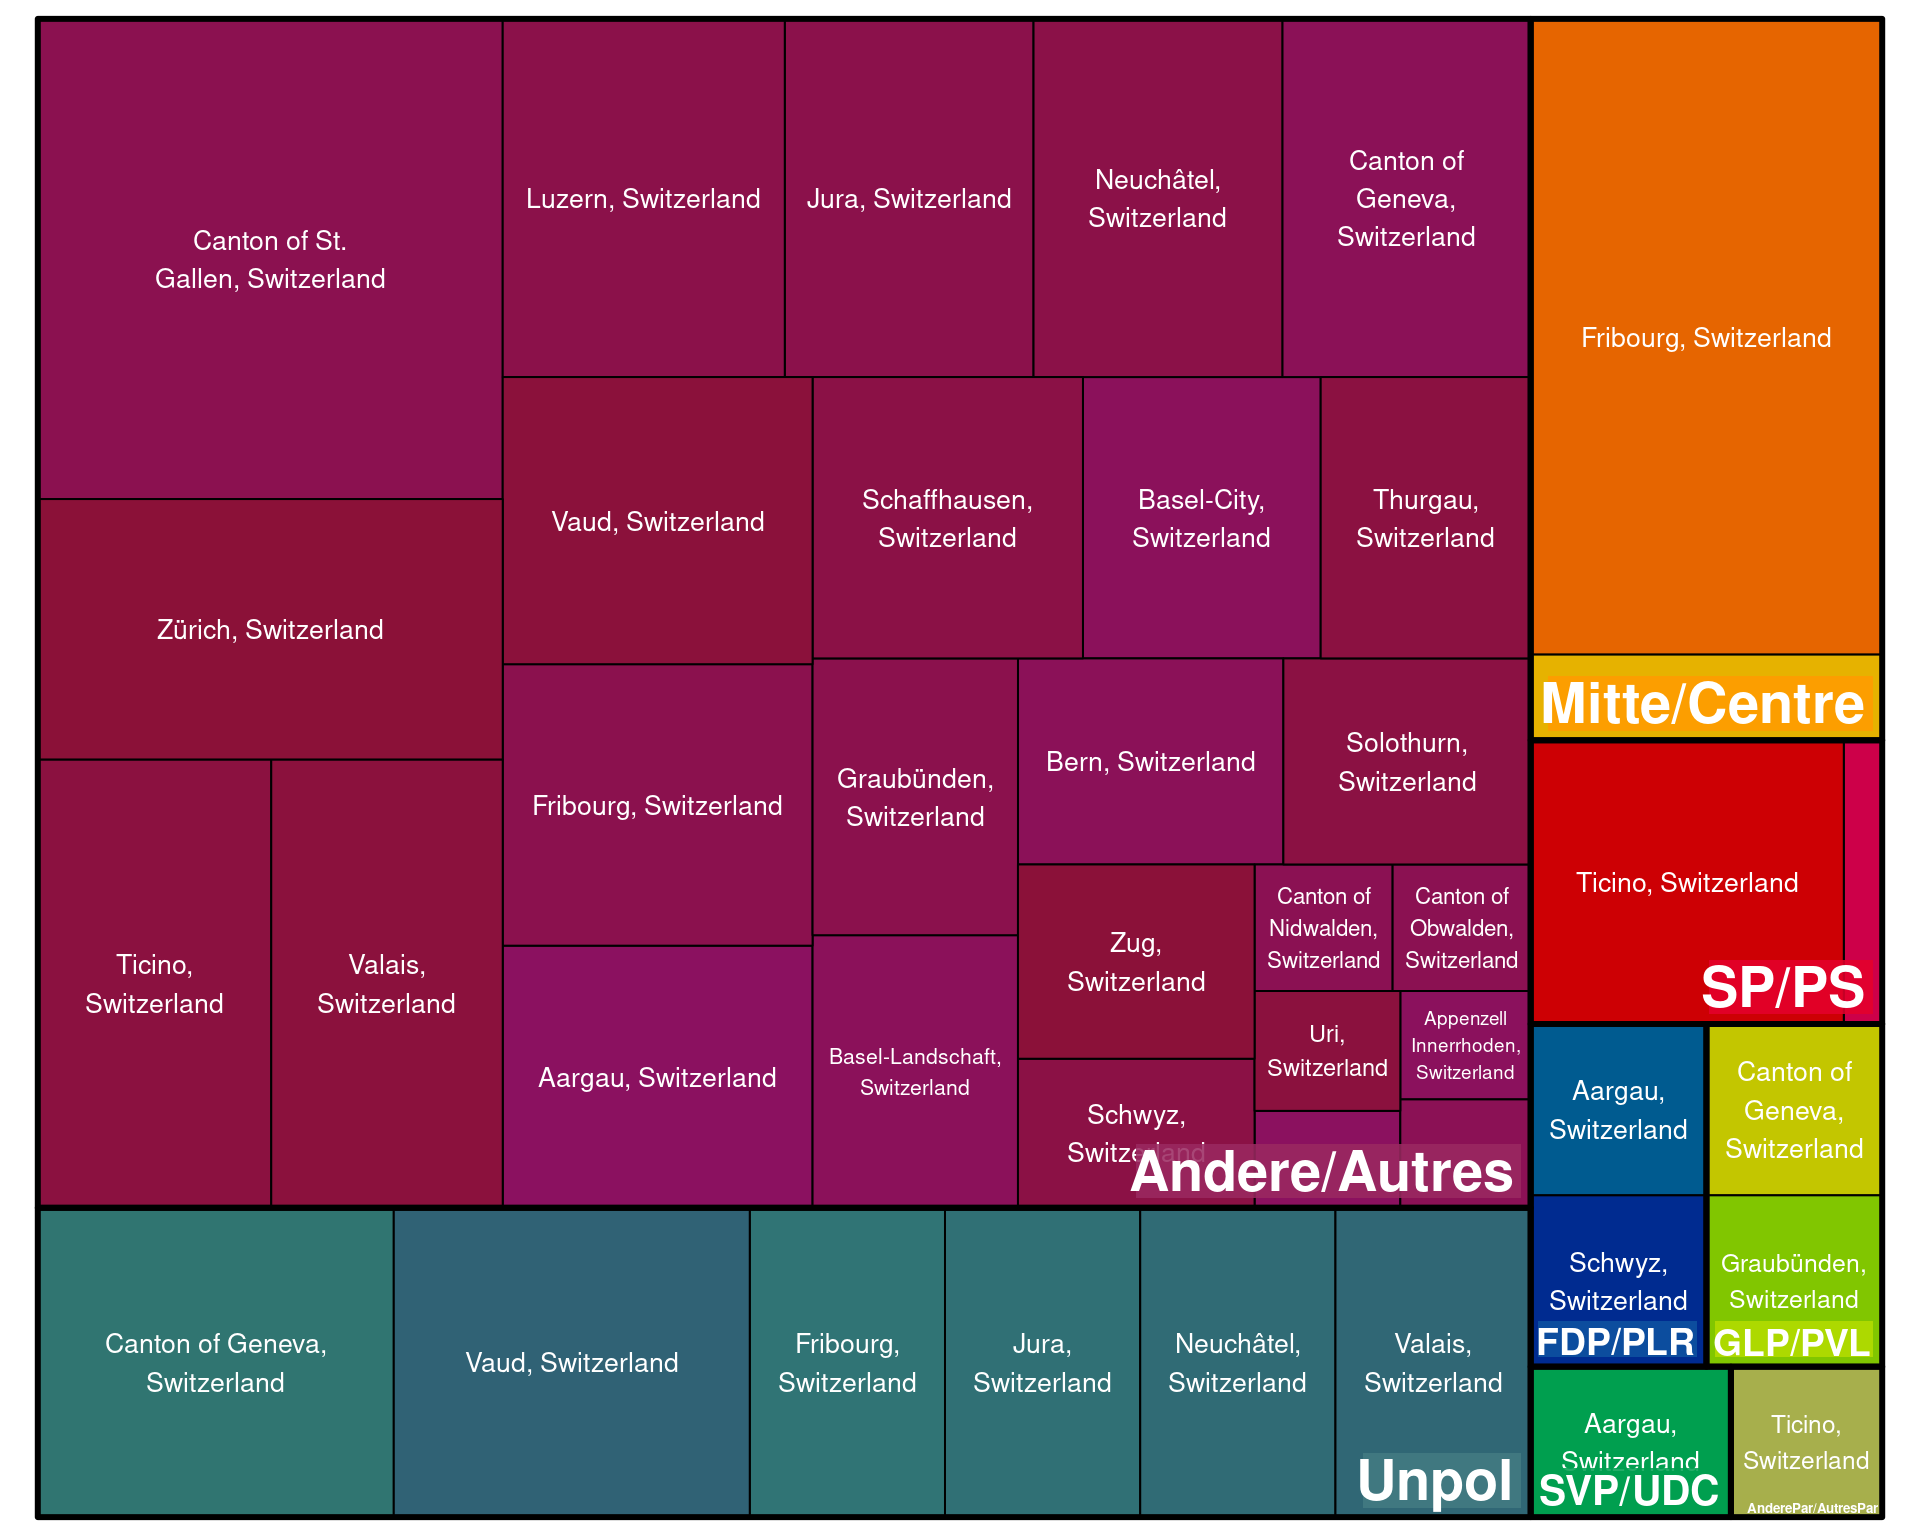 Canton of St.
Gallen, Switzerland
Luzern, Switzerland
Jura, Switzerland
Neuchâtel,
Switzerland
Canton of
Geneva,
Switzerland
Zürich, Switzerland
Vaud, Switzerland
Schaffhausen,
Switzerland
Basel-City,
Switzerland
Thurgau,
Switzerland
Ticino,
Switzerland
Valais,
Switzerland
Fribourg, Switzerland
Graubünden,
Switzerland
Bern, Switzerland
Solothurn,
Switzerland
Aargau, Switzerland
Basel-Landschaft,
Switzerland
Zug,
Switzerland
Canton of
Nidwalden,
Switzerland
Canton of
Obwalden,
Switzerland
Uri,
Switzerland
Appenzell
Innerrhoden,
Switzerland
Schwyz,
Switzerland
Andere/Autres
Canton of Geneva,
Switzerland
Vaud, Switzerland
Fribourg,
Switzerland
Jura,
Switzerland
Neuchâtel,
Switzerland
Valais,
Switzerland
Unpol
Fribourg, Switzerland
Mitte/Centre
Ticino, Switzerland
SP/PS
Aargau,
Switzerland
Schwyz,
Switzerland
FDP/PLR
Canton of
Geneva,
Switzerland
Graubünden,
Switzerland
GLP/PVL
Aargau,
Switzerland
SVP/UDC
Ticino,
Switzerland
AnderePar/AutresPar